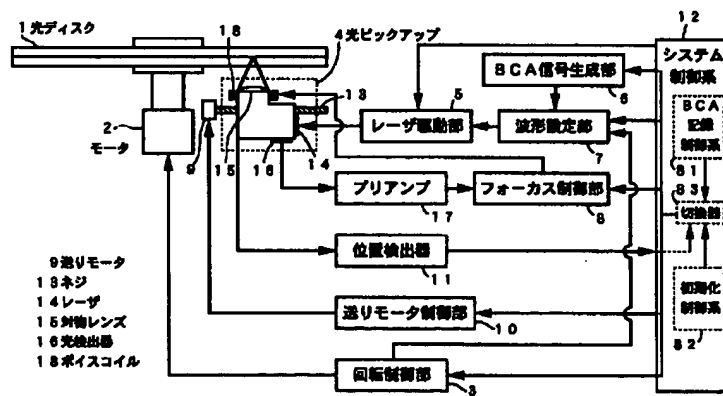 1光ディスク
18
4光ピックアップ
13
12
システム
制御系
BCA信号生成部
6
5
レーザ駆動部
波形設定部
7
2
モータ
9
15
16
14
プリアンプ
17
フォーカス制御部
8
BCA
記録
制御系
81
83
切換器
位置検出器
11
初期化
制御系
82
送りモータ制御部
10
回転制御部
3
9送りモータ
13ネジ
14レーザ
15対物レンズ
16光検出器
18ボイスコイル